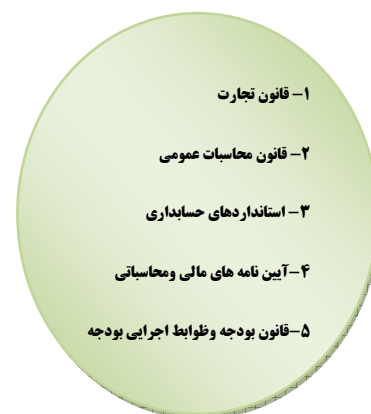 ۱- قانون تجارت
۲- قانون محاسبات عمومی
۳- استانداردهای حسابداری
۴-آیین نامه های مالی ومحاسباتی
۵-قانون بودجه وظوابط اجرایی بودجه